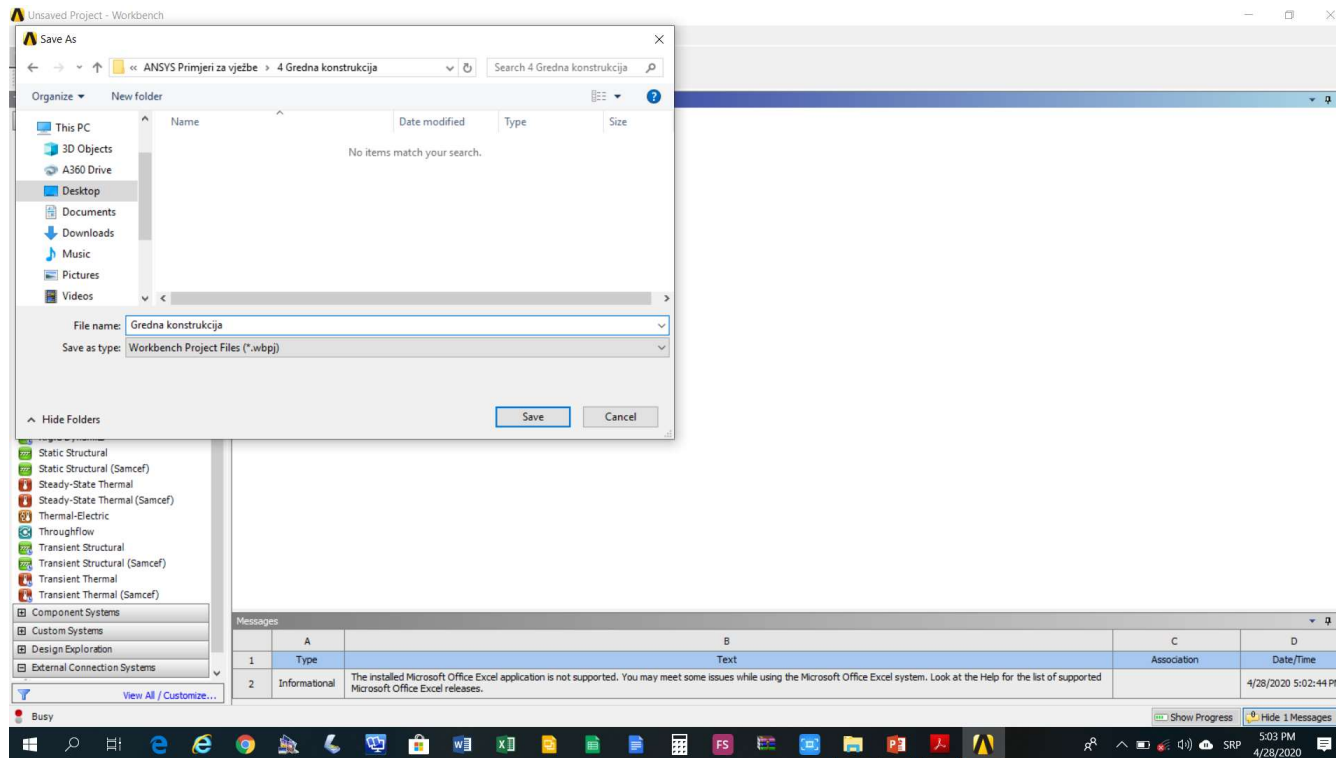 Unsaved Project - Workbench
Save As
« ANSYS Primjeri za vježbe > 4 Gredna konstrukcija
Search 4 Gredna konstrukcija
Organize
New folder
This PC
3D Objects
A360 Drive
Desktop
Documents
Downloads
Music
Pictures
Videos
Name
Date modified
Type
Size
No items match your search.
File name: Gredna konstrukcija
Save as type: Workbench Project Files (*.wbpj)
Hide Folders
Save
Cancel
Static Structural
Static Structural (Samcef)
Steady-State Thermal
Steady-State Thermal (Samcef)
Thermal-Electric
Throughflow
Transient Structural
Transient Structural (Samcef)
Transient Thermal
Transient Thermal (Samcef)
Component Systems
Custom Systems
Design Exploration
External Connection Systems
View All / Customize...
Messages
A B C D
1 Type Text Association Date/Time
2 Informational The installed Microsoft Office Excel application is not supported. You may meet some issues while using the Microsoft Office Excel system. Look at the Help for the list of supported
Microsoft Office Excel releases.
4/28/2020 5:02:44 PM
Busy
Show Progress
Hide 1 Messages
FS
SRP
5:03 PM
4/28/2020